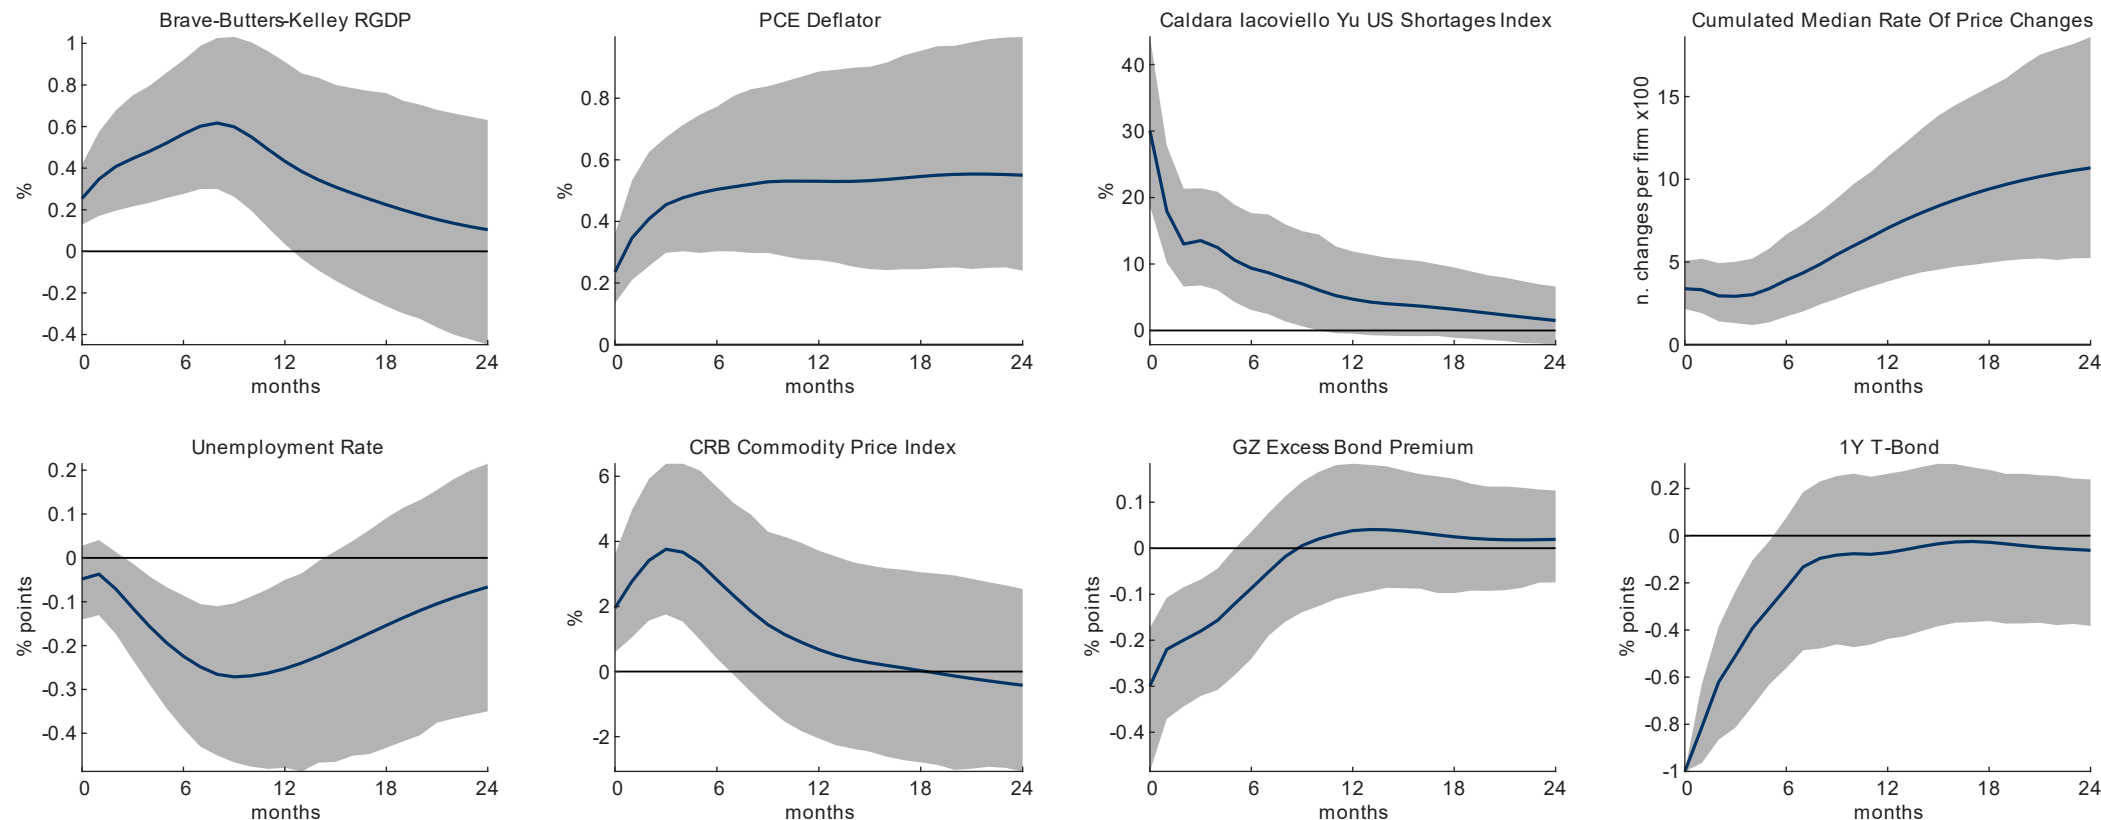 Brave-Butters-Kelley RGDP
1
0.8
0.6
0.4
0.2
0
-0.2
-0.4
%
0 6 12 18 24
months
PCE Deflator
0.8
0.6
0.4
0.2
0
%
0 6 12 18 24
months
Caldara Iacoviello Yu US Shortages Index
40
30
20
10
0
%
0 6 12 18 24
months
Cumulated Median Rate Of Price Changes
15
10
5
0
n. changes per firm x100
0 6 12 18 24
months
Unemployment Rate
0.2
0.1
0
-0.1
-0.2
-0.3
-0.4
% points
0 6 12 18 24
months
CRB Commodity Price Index
6
4
2
0
-2
%
0 6 12 18 24
months
GZ Excess Bond Premium
0.1
0
-0.1
-0.2
-0.3
-0.4
% points
0 6 12 18 24
months
1Y T-Bond
0.2
0
-0.2
-0.4
-0.6
-0.8
-1
% points
0 6 12 18 24
months